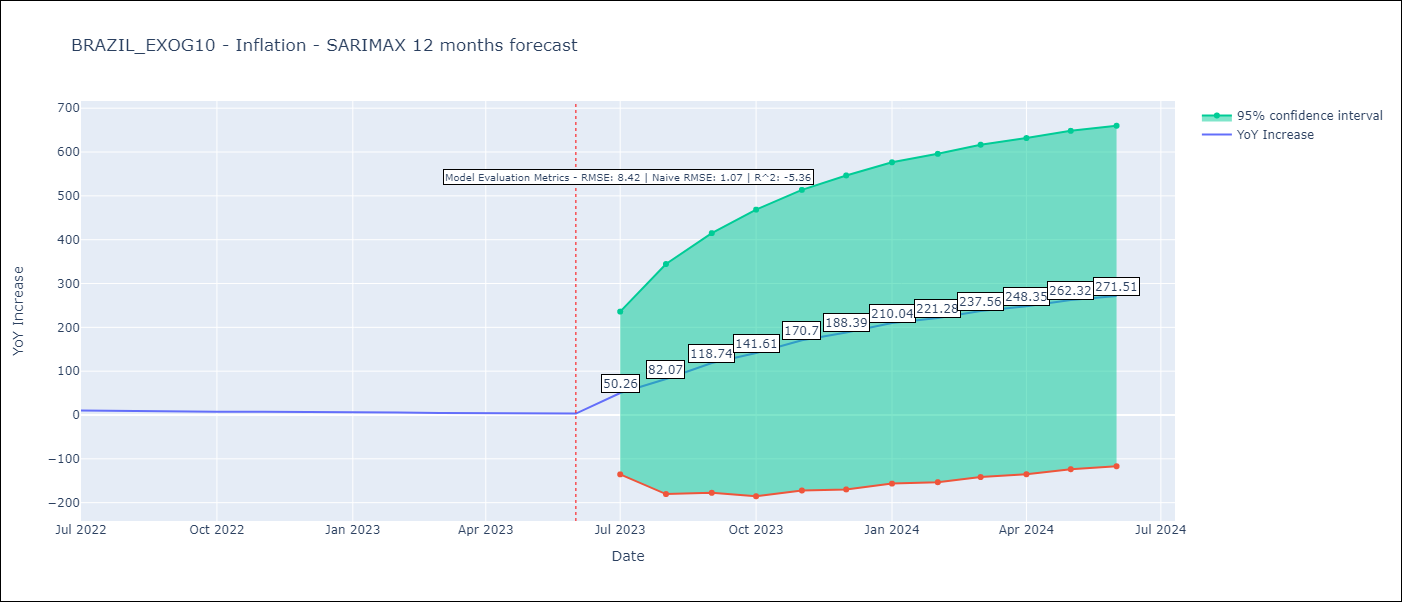 BRAZIL_EXOG10 - Inflation - SARIMAX 12 months forecast
95% confidence interval
YoY Increase
Model Evaluation Metrics - RMSE: 8.42 | Naive RMSE: 1.07 | R^2: -5.36
700
600
500
400
300
200
100
0
−100
−200
YoY Increase
50.26
82.07
118.74
141.61
170.7
188.39
210.04
221.28
237.56
248.35
262.32
271.51
Jul 2022
Oct 2022
Jan 2023
Apr 2023
Jul 2023
Oct 2023
Jan 2024
Apr 2024
Jul 2024
Date